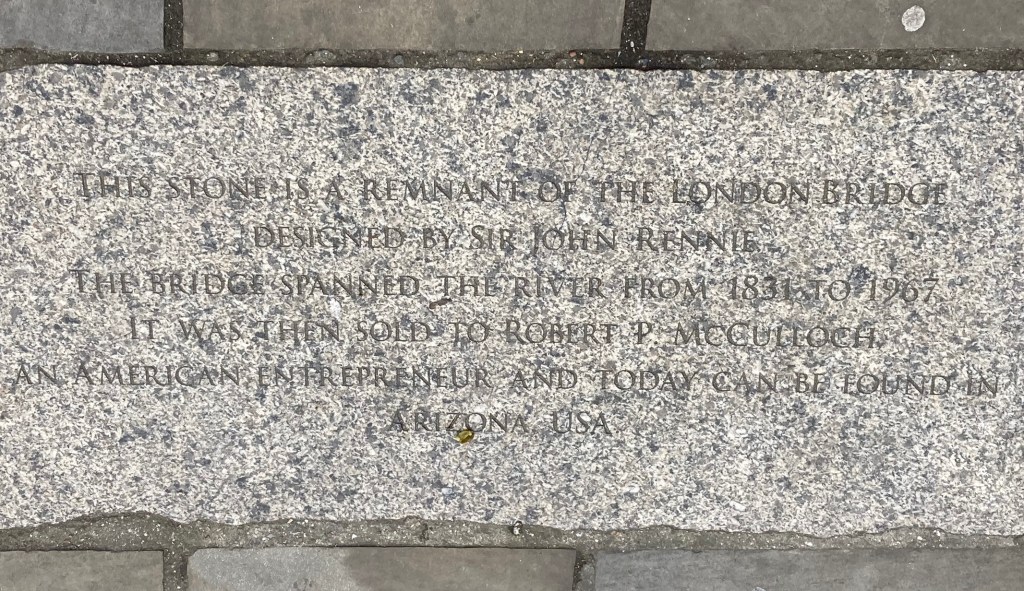 THIS STONE IS A REMNANT OF THE LONDON BRIDGE
DESIGNED BY SIR JOHN RENNIE
THE BRIDGE SPANNED THE RIVER FROM 1831 TO 1967
IT WAS THEN SOLD TO ROBERT P. MCCULLOCH,
AN AMERICAN ENTREPRENEUR AND TODAY CAN BE FOUND IN
ARIZONA, USA